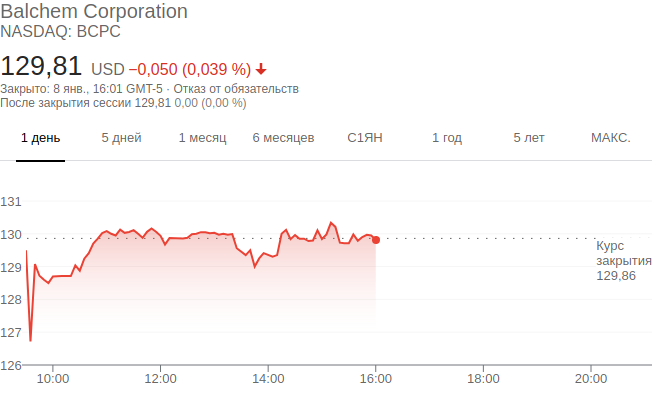 Balchem Corporation
NASDAQ: BCPC
129,81 USD −0,050 (0,039 %)
Закрыто: 8 янв., 16:01 GMT-5 · Отказ от обязательств
После закрытия сессии 129,81 0,00 (0,00 %)
1 день 5 дней 1 месяц 6 месяцев С1ЯН 1 год 5 лет МАКС.
131
130
Курс
закрытия
129,86
129
128
127
126
10:00 12:00 14:00 16:00 18:00 20:00